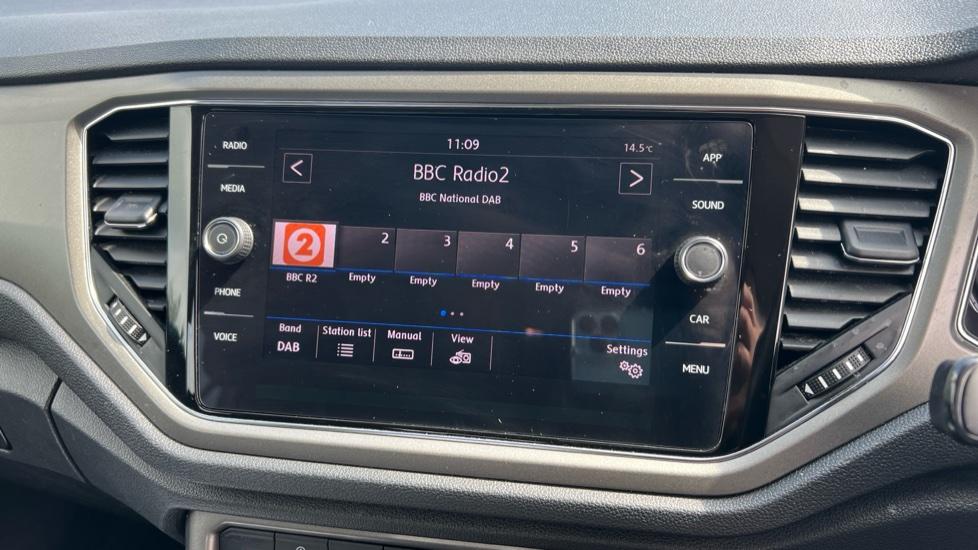 11:09
14.5°C
BBC Radio2
BBC National DAB
RADIO
MEDIA
PHONE
VOICE
<
>
2 2 3 4 5 6
BBC R2 Empty Empty Empty Empty Empty
Band Station list Manual View Settings
DAB
APP
SOUND
CAR
MENU